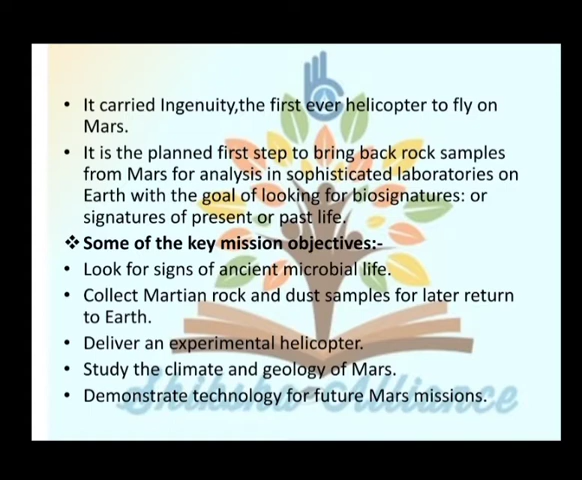 • It carried Ingenuity,the first ever helicopter to fly on
Mars.
• It is the planned first step to bring back rock samples
from Mars for analysis in sophisticated laboratories on
Earth with the goal of looking for biosignatures: or
signatures of present or past life.
❖ Some of the key mission objectives:-
• Look for signs of ancient microbial life.
• Collect Martian rock and dust samples for later return
to Earth.
• Deliver an experimental helicopter.
• Study the climate and geology of Mars.
• Demonstrate technology for future Mars missions.
Shiksha Alliance